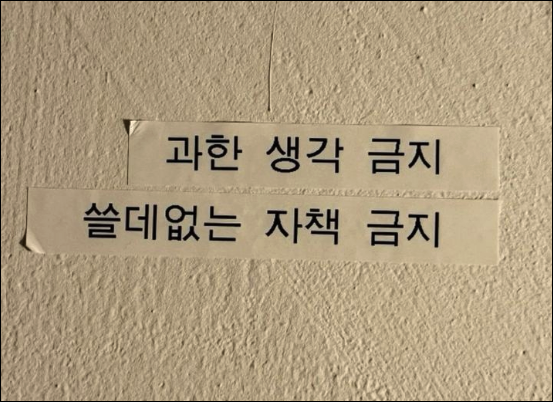 과한 생각 금지
쓸데없는 자책 금지